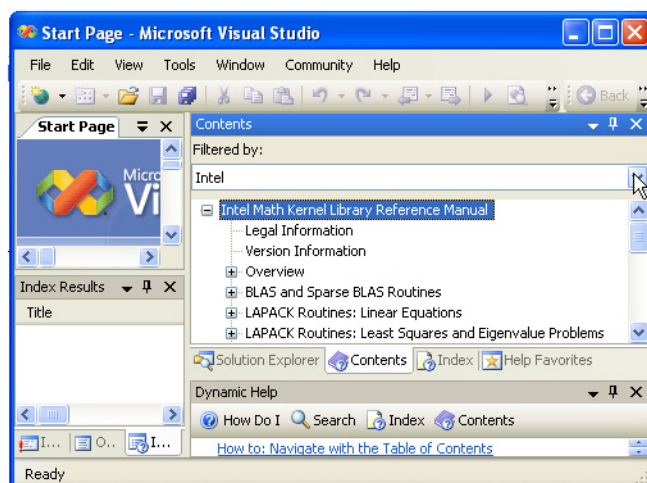 Start Page - Microsoft Visual Studio
File Edit View Tools Window Community Help
Back
Start Page
Contents
Filtered by:
Intel
Micro
Vi
Intel Math Kernel Library Reference Manual
Legal Information
Version Information
Overview
BLAS and Sparse BLAS Routines
LAPACK Routines: Linear Equations
LAPACK Routines: Least Squares and Eigenvalue Problems
Index Results
Title
Solution Explorer Contents Index Help Favorites
Dynamic Help
How Do I Search Index Contents
How to: Navigate with the Table of Contents
I... O... I...
Ready